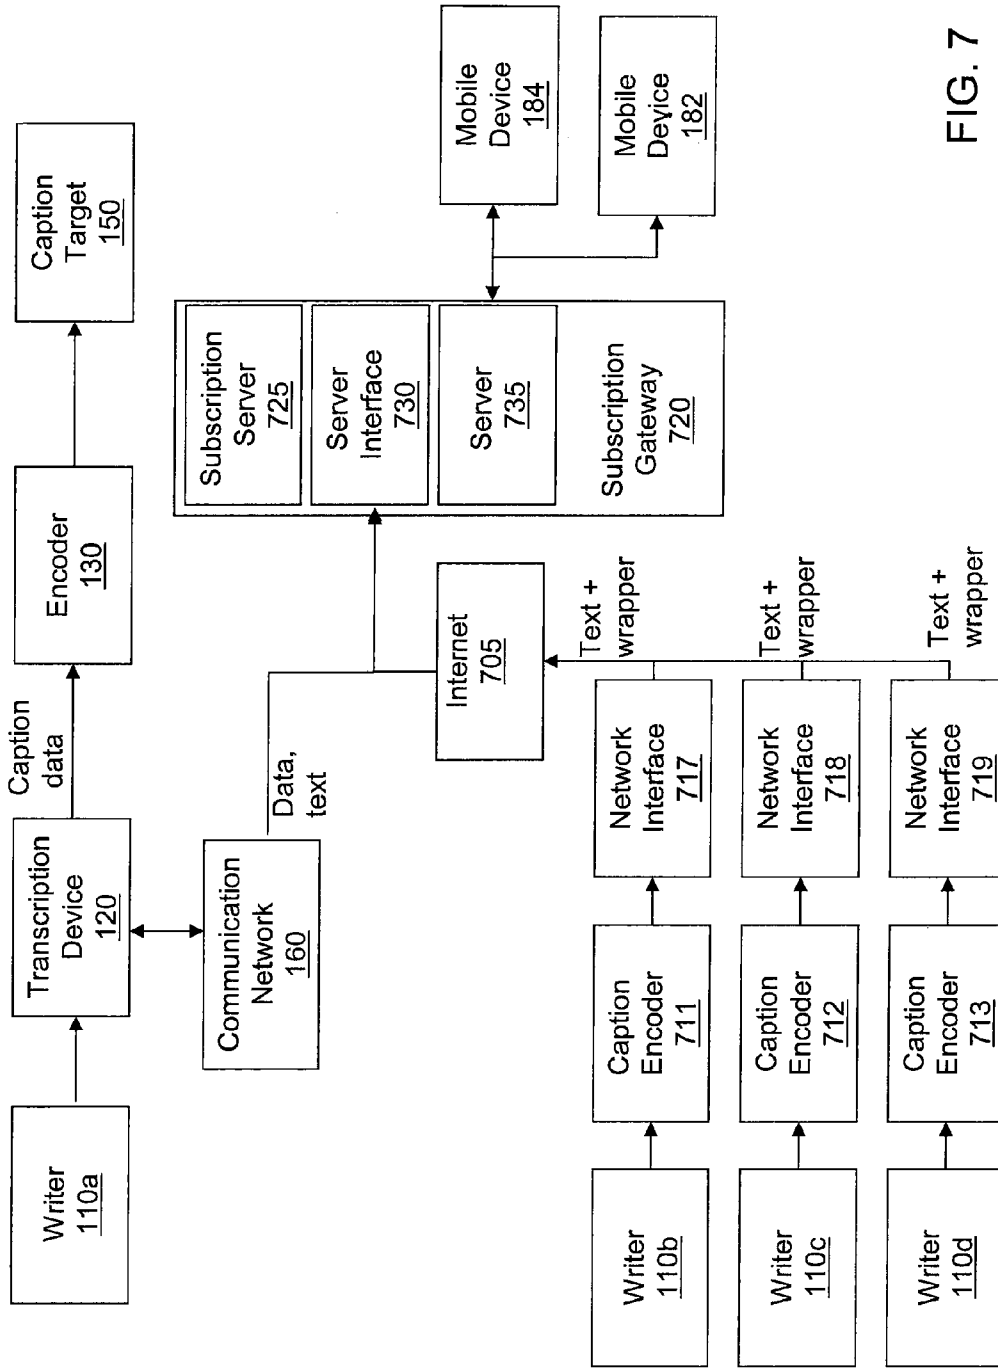 Writer
110a
Transcription
Device
120
Caption
data
Encoder
130
Caption
Target
150
Communication
Network
160
Data,
text
Internet
705
Subscription
Server
725
Server
Interface
730
Server
735
Subscription
Gateway
720
Mobile
Device
184
Mobile
Device
182
Writer
110b
Caption
Encoder
711
Network
Interface
717
Text +
wrapper
Writer
110c
Caption
Encoder
712
Network
Interface
718
Text +
wrapper
Writer
110d
Caption
Encoder
713
Network
Interface
719
Text +
wrapper
FIG. 7